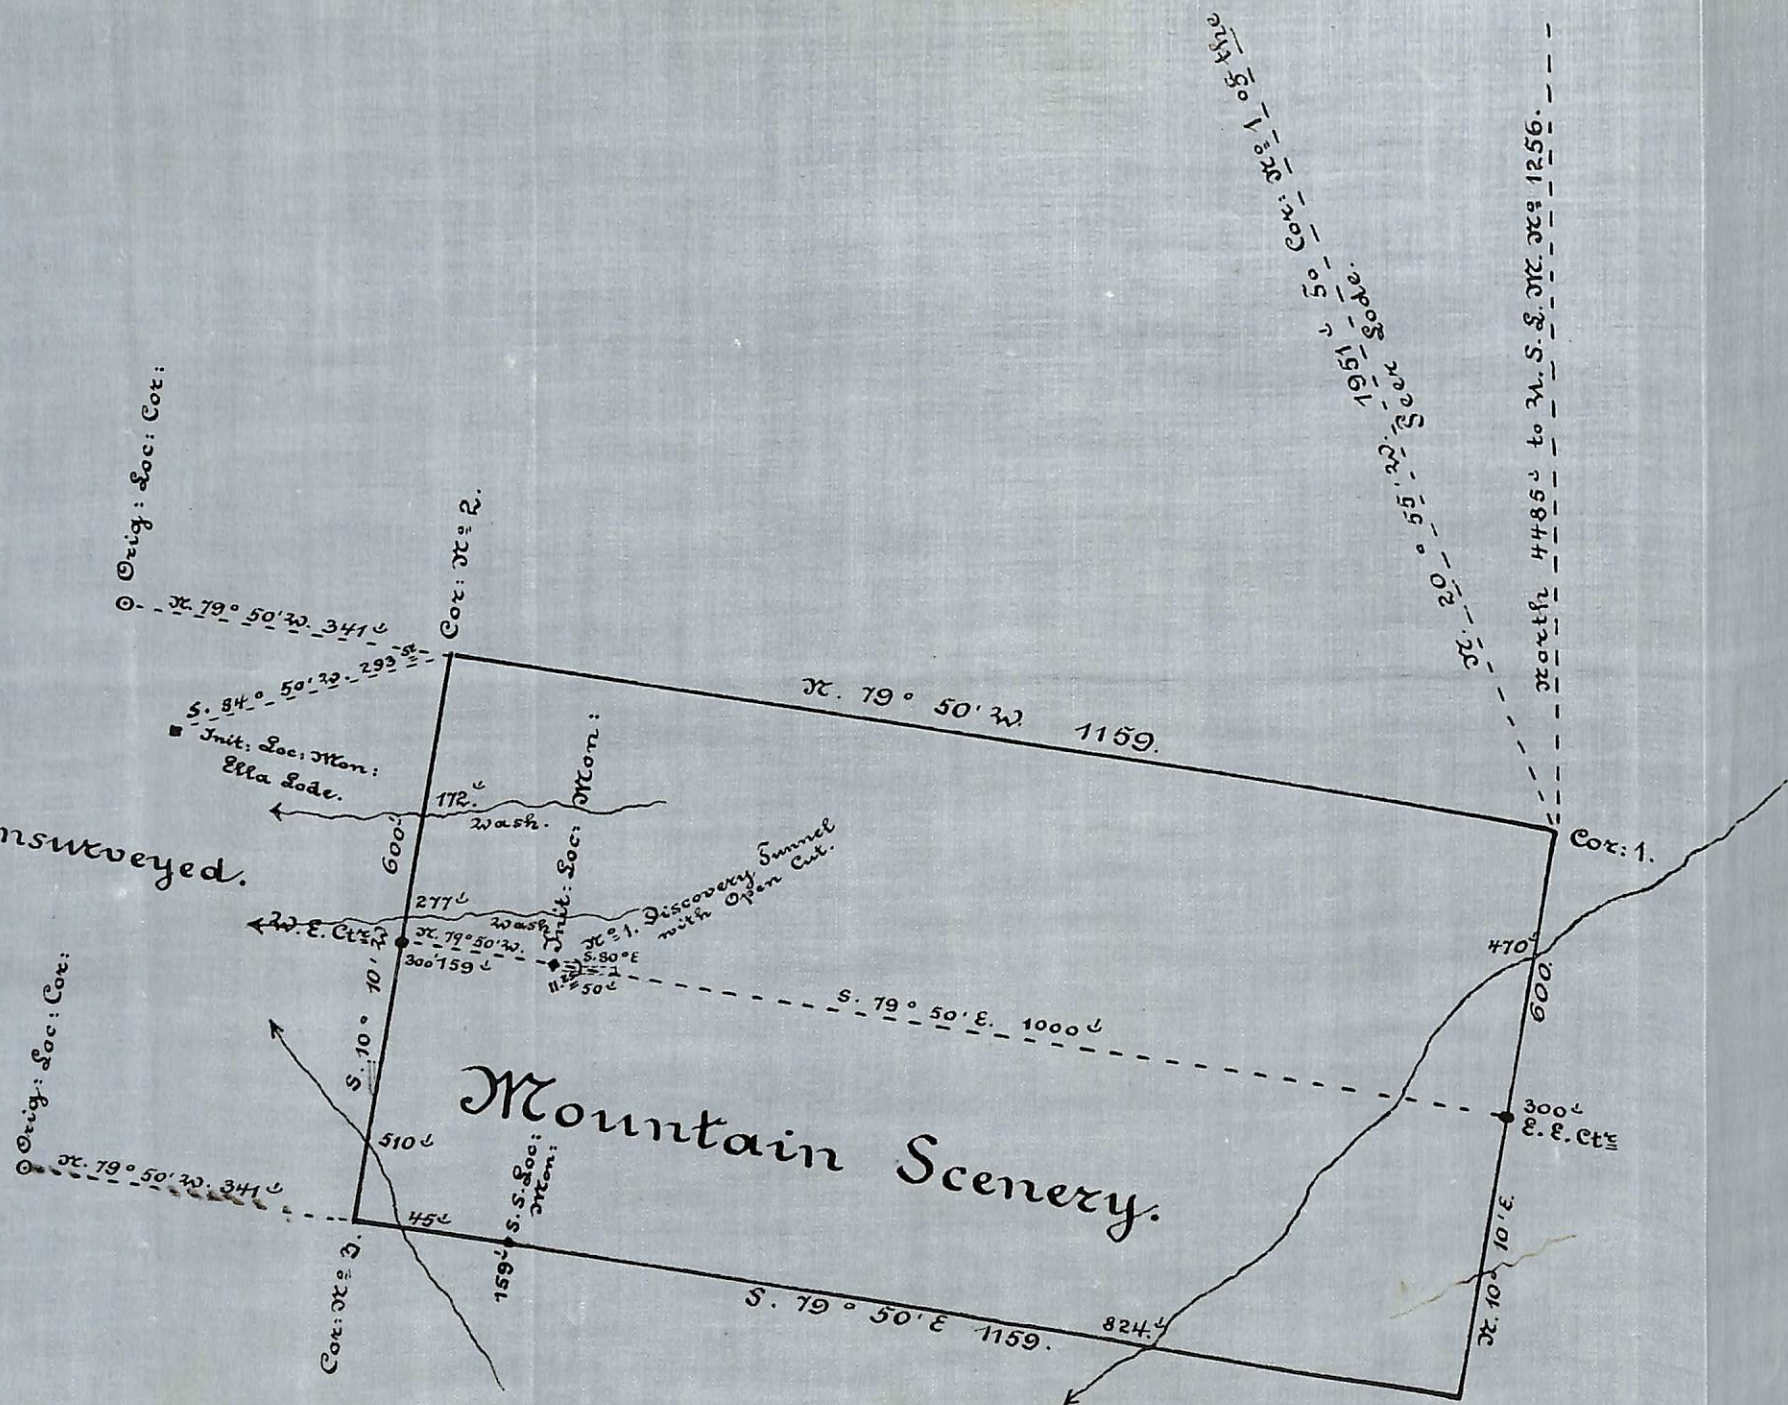 N. 20° 55' W. 1951' to Cor: Nº 1 of the
Seen Lode.
North 4485' to U.S.L.M. Nº 1256.
Orig: Loc: Cor:
N. 79° 50' W. 341'
Cor: Nº 2.
S. 84° 50' W. 293.5'
Init: Loc: Mon:
Ella Lode.
N. 79° 50' W. 1159.
Cor: 1.
172.'
Wash.
600'
nsurveyed.
277'
Wash
W. E. Ctr
N. 79° 50' W.
300' 159'
Init: Loc: Mon:
Nº 1. Discovery Tunnel
with Open Cut.
S. 80° E
50'
S. 79° 50' E. 1000'
470'
600.
300'
E. E. Ctr
S. 10° 10' W
Mountain Scenery.
Orig: Loc: Cor:
N. 79° 50' W. 341'
510'
45'
S. S. Loc:
Mon:
159'
Cor: Nº 3.
S. 79° 50' E 1159.
824.'
N. 10° 10' E.